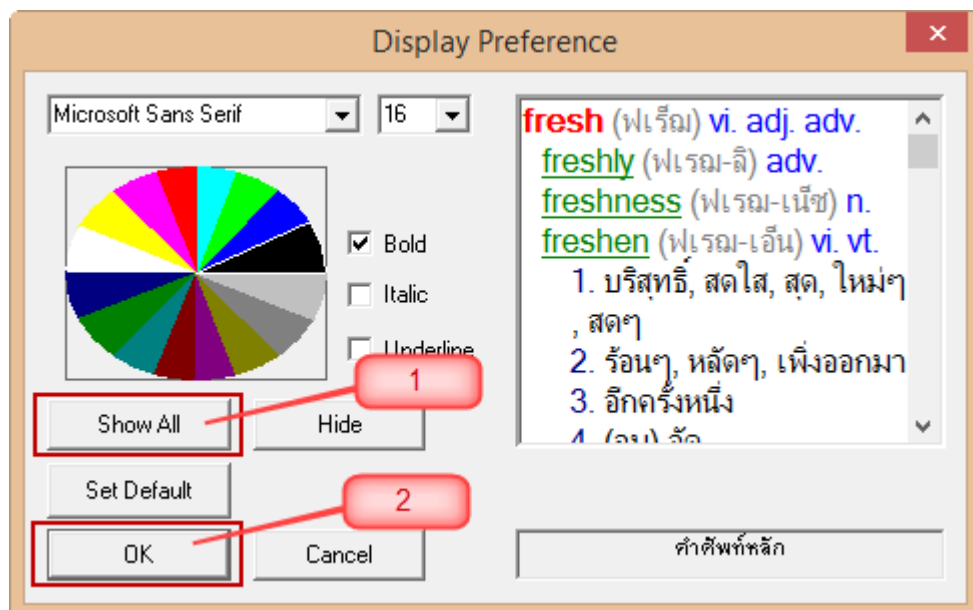 Display Preference
Microsoft Sans Serif
16
Bold
Italic
Underline
1
Show All
Hide
Set Default
2
OK
Cancel
fresh (ฟเร็ฌ) vi. adj. adv.
freshly (ฟเรฌ-ลิ) adv.
freshness (ฟเรฌ-เน็ซ) n.
freshen (ฟเรฌ-เอ็น) vi. vt.
1. บริสุทธิ์, สดใส, สุด, ใหม่ๆ
, สดๆ
2. ร้อนๆ, หลัดๆ, เพิ่งออกมา
3. อีกครั้งหนึ่ง
4.
คำศัพท์หลัก